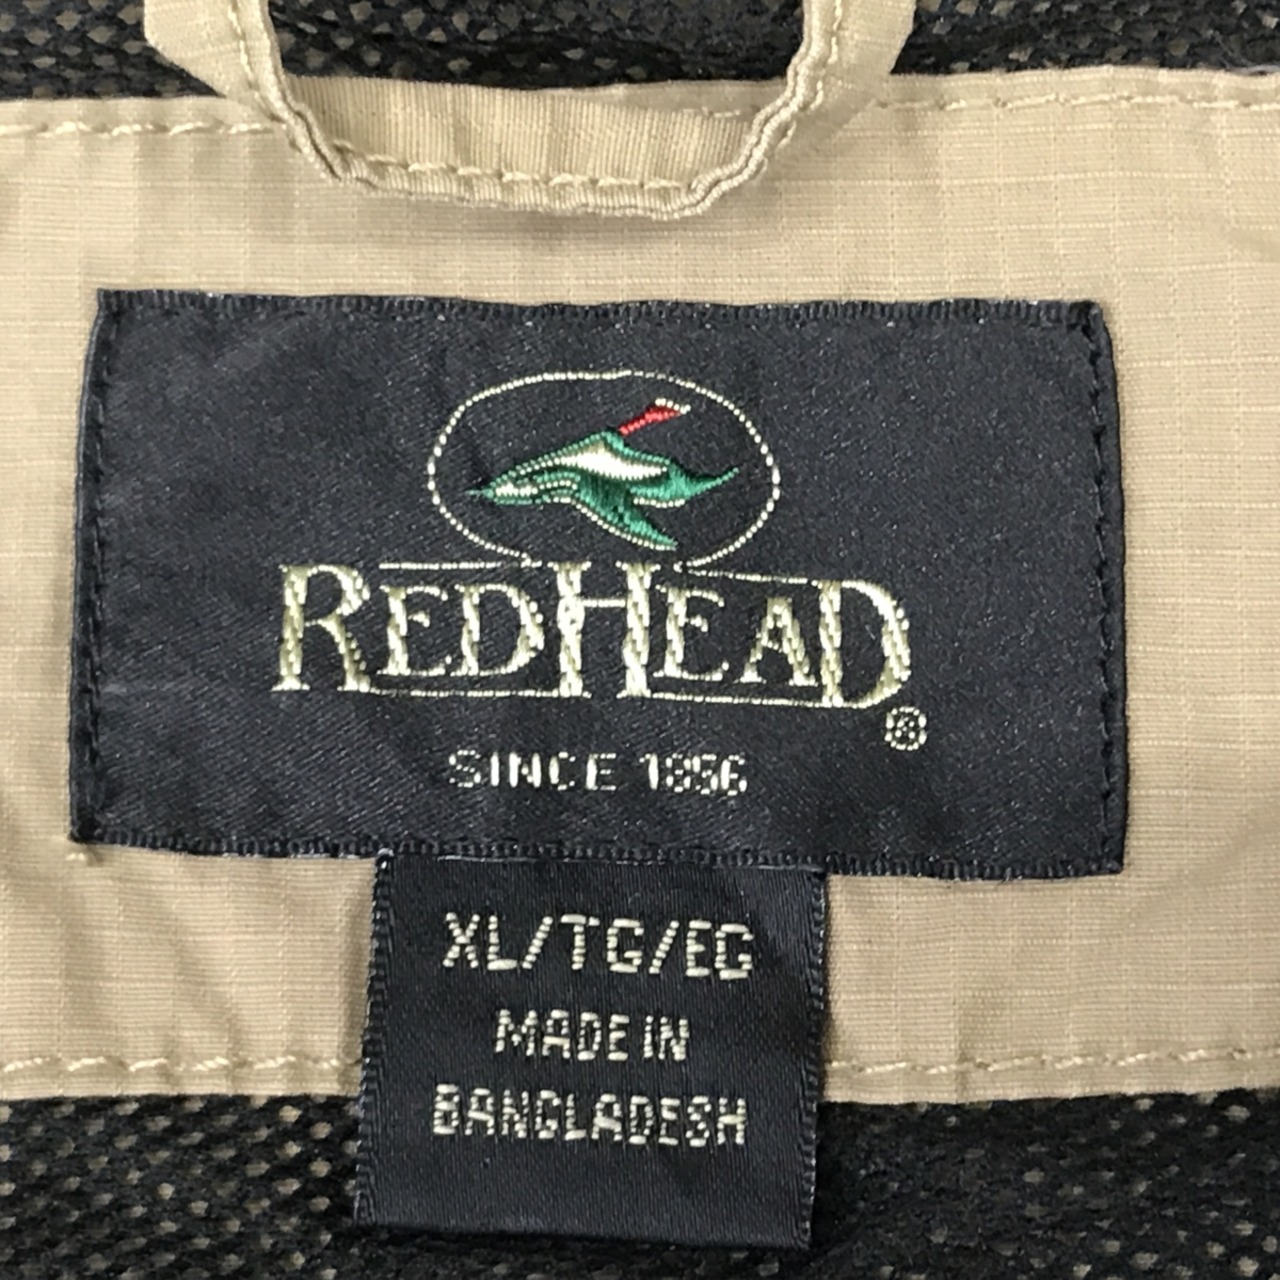 REDHEAD®
SINCE 1856
XL/TG/EG
MADE IN
BANGLADESH